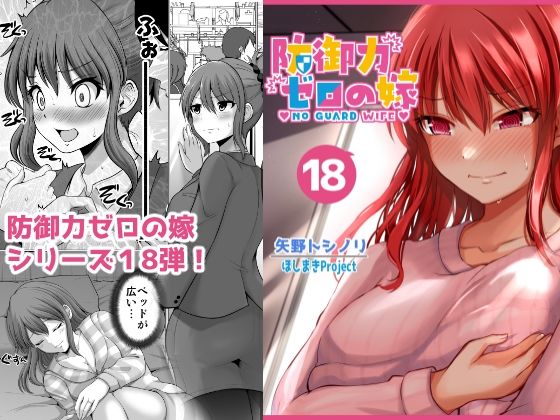 ふぉ~
防御力ゼロの嫁
シリーズ18弾!
ベッドが
広い…
ぐすっ…
防御力
ゼロの嫁
NO GUARD WIFE
18
矢野トシノリ
ほしまきProject